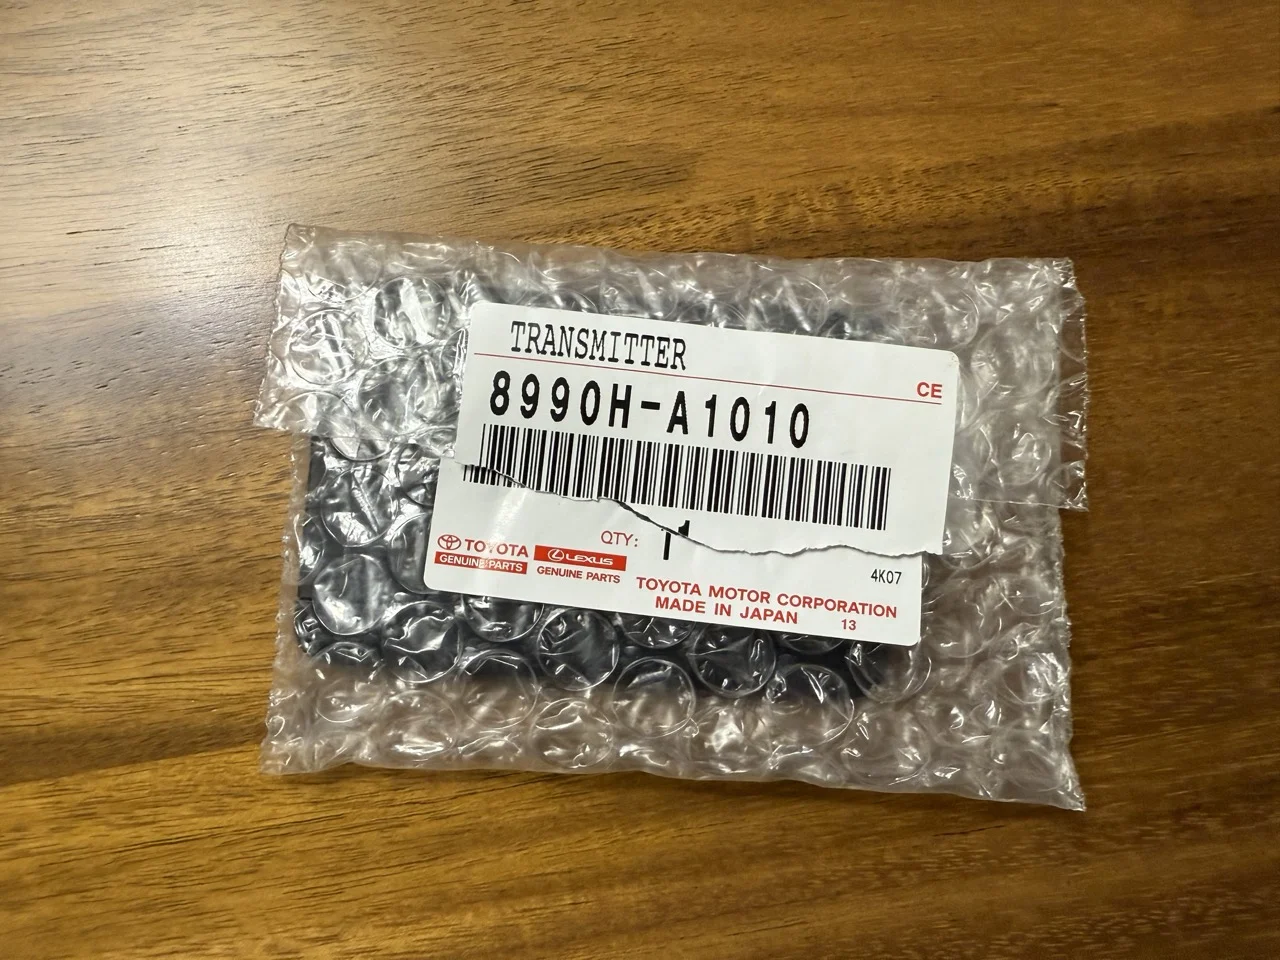 TRANSMITTER
CE
8990H-A1010
QTY: 1
TOYOTA
GENUINE PARTS
LEXUS
GENUINE PARTS
4K07
TOYOTA MOTOR CORPORATION
MADE IN JAPAN 13